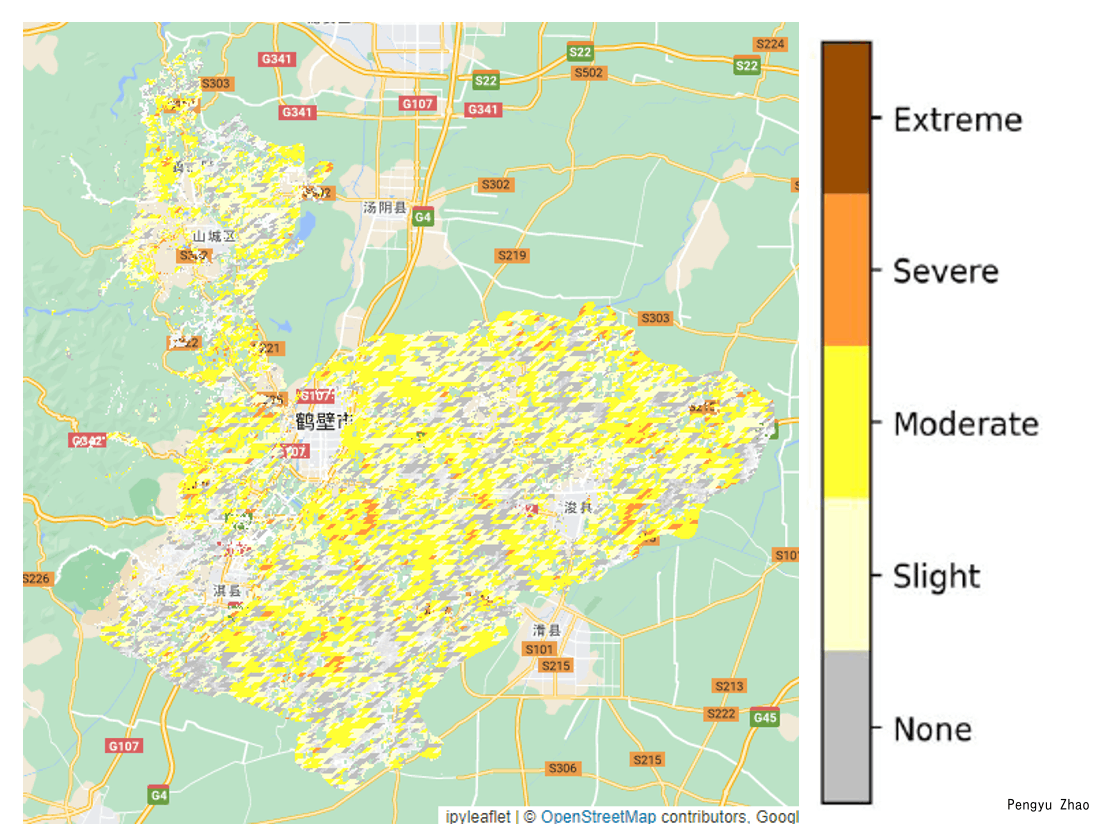 S224
S22
G341
S22
S502
S22
S303
G107
G341
G341
S302
汤阴县
G4
山城区
S219
S303
G107
鹤壁市
浚县
S226
淇县
滑县
S101
S215
S213
S222
G45
G107
S215
S306
G4
ipyleaflet | © OpenStreetMap contributors, Googl
Extreme
Severe
Moderate
Slight
None
Pengyu Zhao